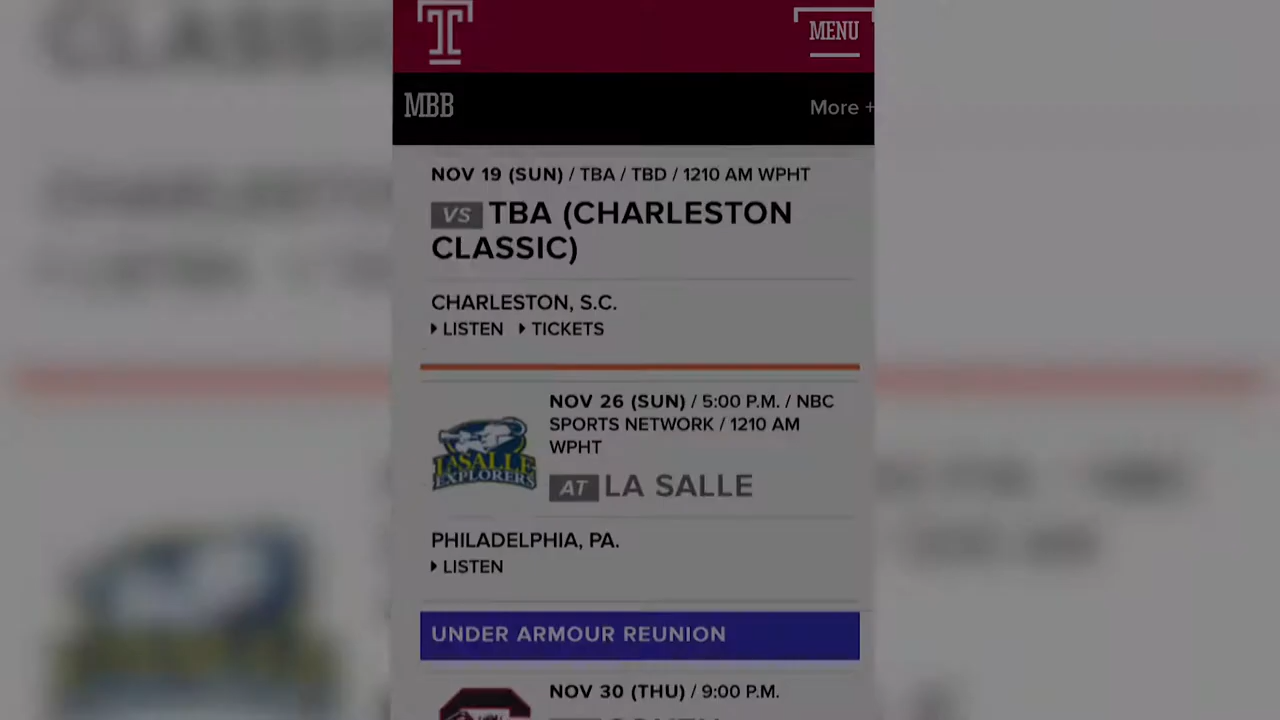 T
MENU
MBB
More +
NOV 19 (SUN) / TBA / TBD / 1210 AM WPHT
VS TBA (CHARLESTON
CLASSIC)
CHARLESTON, S.C.
LISTEN TICKETS
NOV 26 (SUN) / 5:00 P.M. / NBC
SPORTS NETWORK / 1210 AM
WPHT
LASALLE
EXPLORERS
AT LA SALLE
PHILADELPHIA, PA.
LISTEN
UNDER ARMOUR REUNION
NOV 30 (THU) / 9:00 P.M.